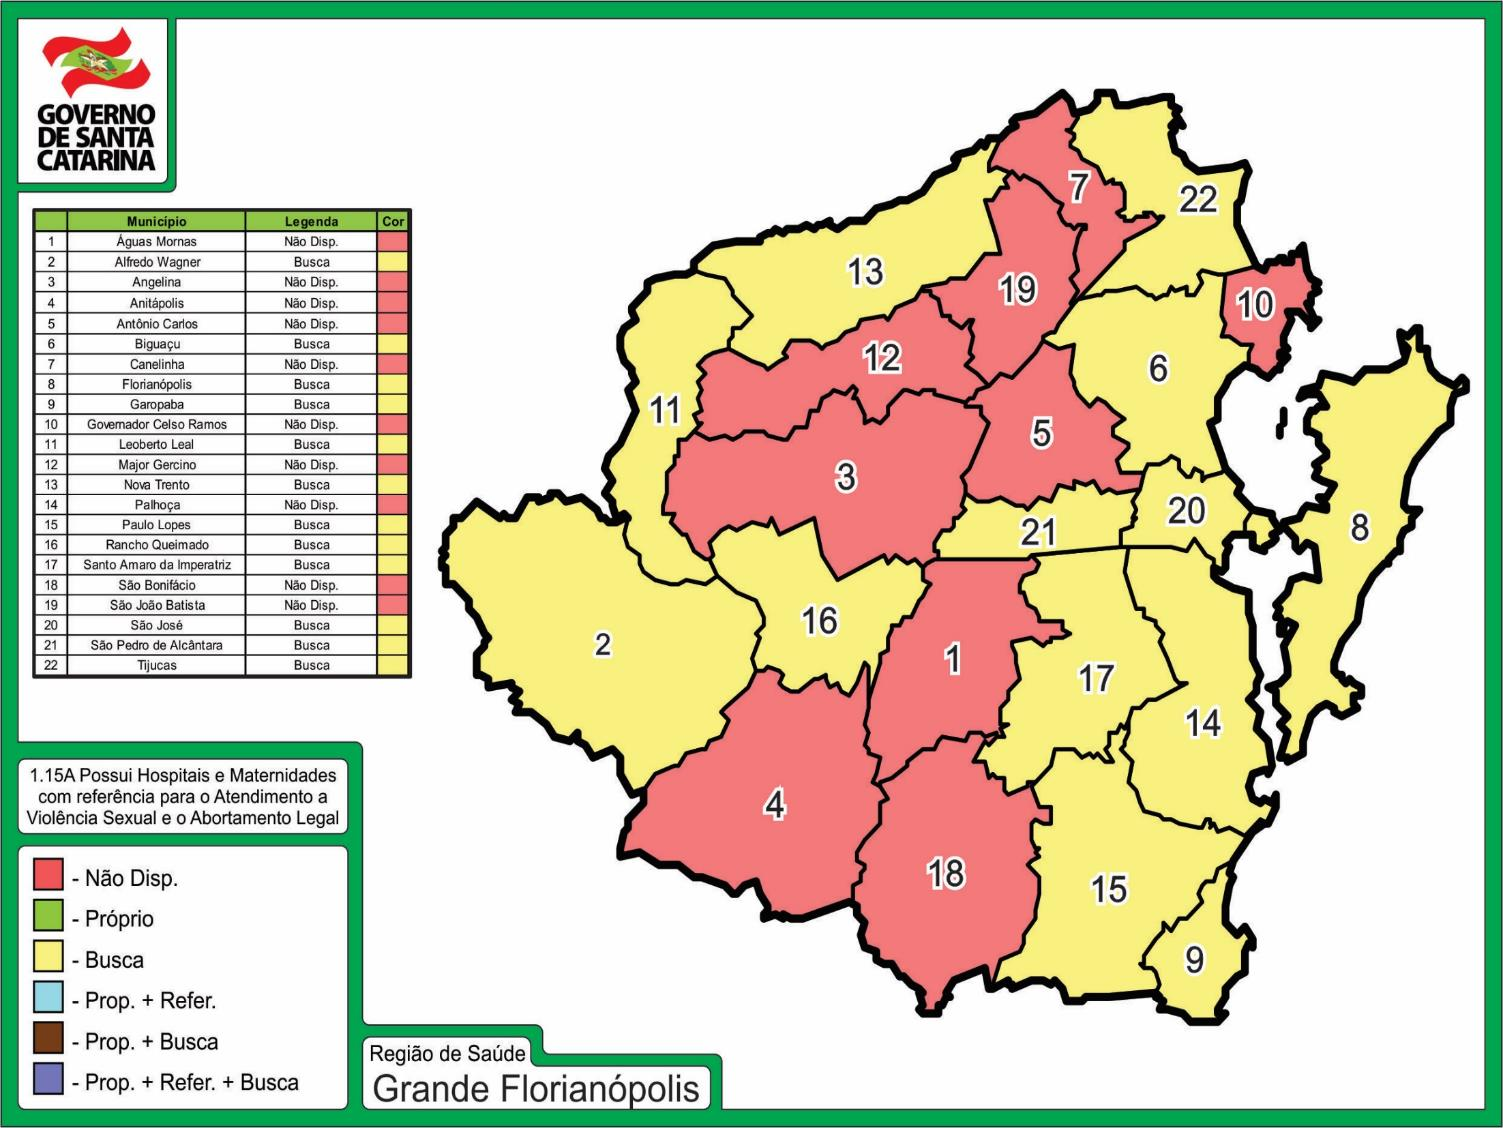 GOVERNO
DE SANTA
CATARINA
Município Legenda Cor
1 Águas Mornas Não Disp.
2 Alfredo Wagner Busca
3 Angelina Não Disp.
4 Anitápolis Não Disp.
5 Antônio Carlos Não Disp.
6 Biguaçu Busca
7 Canelinha Não Disp.
8 Florianópolis Busca
9 Garopaba Busca
10 Governador Celso Ramos Não Disp.
11 Leoberto Leal Busca
12 Major Gercino Não Disp.
13 Nova Trento Busca
14 Palhoça Não Disp.
15 Paulo Lopes Busca
16 Rancho Queimado Busca
17 Santo Amaro da Imperatriz Busca
18 São Bonifácio Não Disp.
19 São João Batista Não Disp.
20 São José Busca
21 São Pedro de Alcântara Busca
22 Tijucas Busca
7
22
13
19
10
12
6
11
5
3
20
21
8
16
2
1
17
14
4
18
15
9
1.15A Possui Hospitais e Maternidades
com referência para o Atendimento a
Violência Sexual e o Abortamento Legal
- Não Disp.
- Próprio
- Busca
- Prop. + Refer.
- Prop. + Busca
- Prop. + Refer. + Busca
Região de Saúde
Grande Florianópolis